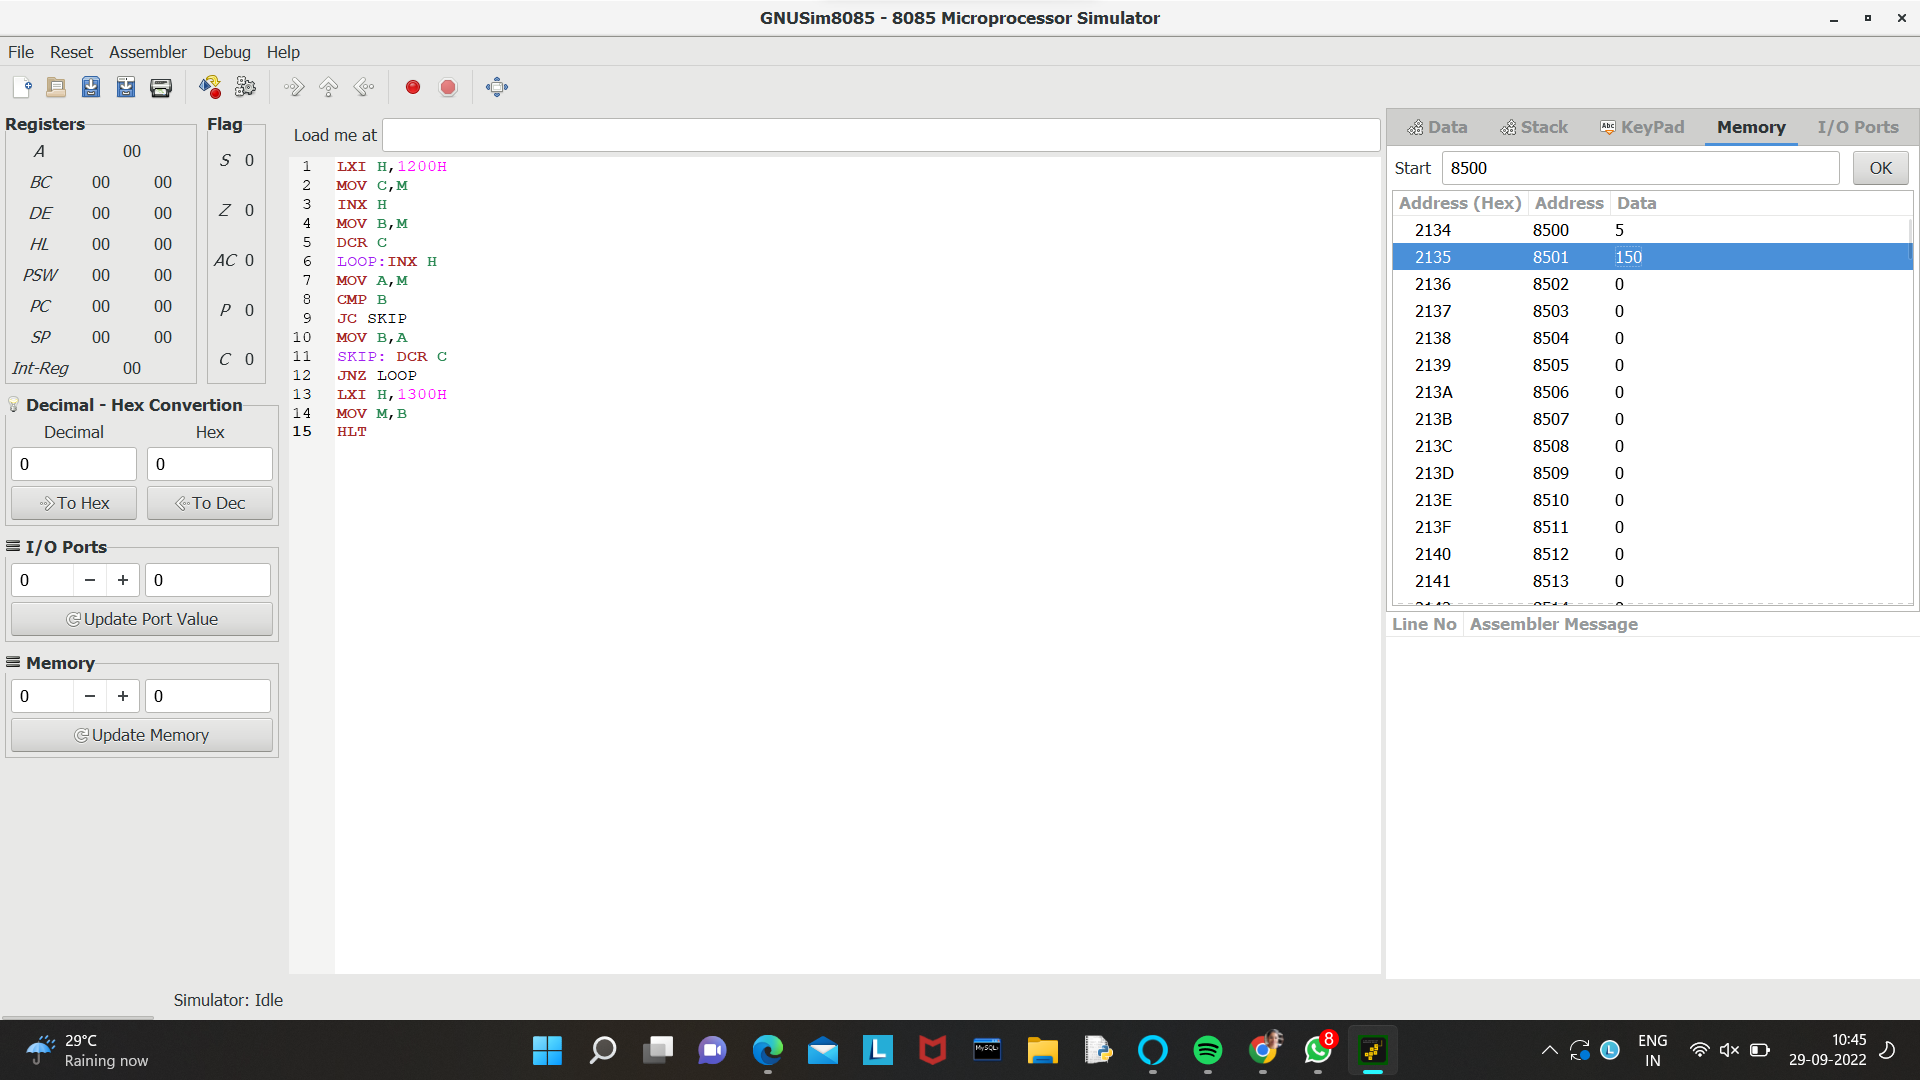 GNUSim8085 - 8085 Microprocessor Simulator
File Reset Assembler Debug Help
Registers
A 00
BC 00 00
DE 00 00
HL 00 00
PSW 00 00
PC 00 00
SP 00 00
Int-Reg 00
Flag
S 0
Z 0
AC 0
P 0
C 0
Decimal - Hex Convertion
Decimal Hex
0 0
To Hex To Dec
I/O Ports
0 − + 0
Update Port Value
Memory
0 − + 0
Update Memory
Load me at
1 LXI H,1200H
2 MOV C,M
3 INX H
4 MOV B,M
5 DCR C
6 LOOP:INX H
7 MOV A,M
8 CMP B
9 JC SKIP
10 MOV B,A
11 SKIP: DCR C
12 JNZ LOOP
13 LXI H,1300H
14 MOV M,B
15 HLT
Data Stack Abc KeyPad Memory I/O Ports
Start 8500 OK
Address (Hex) Address Data
2134 8500 5
2135 8501 150
2136 8502 0
2137 8503 0
2138 8504 0
2139 8505 0
213A 8506 0
213B 8507 0
213C 8508 0
213D 8509 0
213E 8510 0
213F 8511 0
2140 8512 0
2141 8513 0
Line No Assembler Message
Simulator: Idle
29°C
Raining now
L
MySQL
8
L
ENG
IN
10:45
29-09-2022